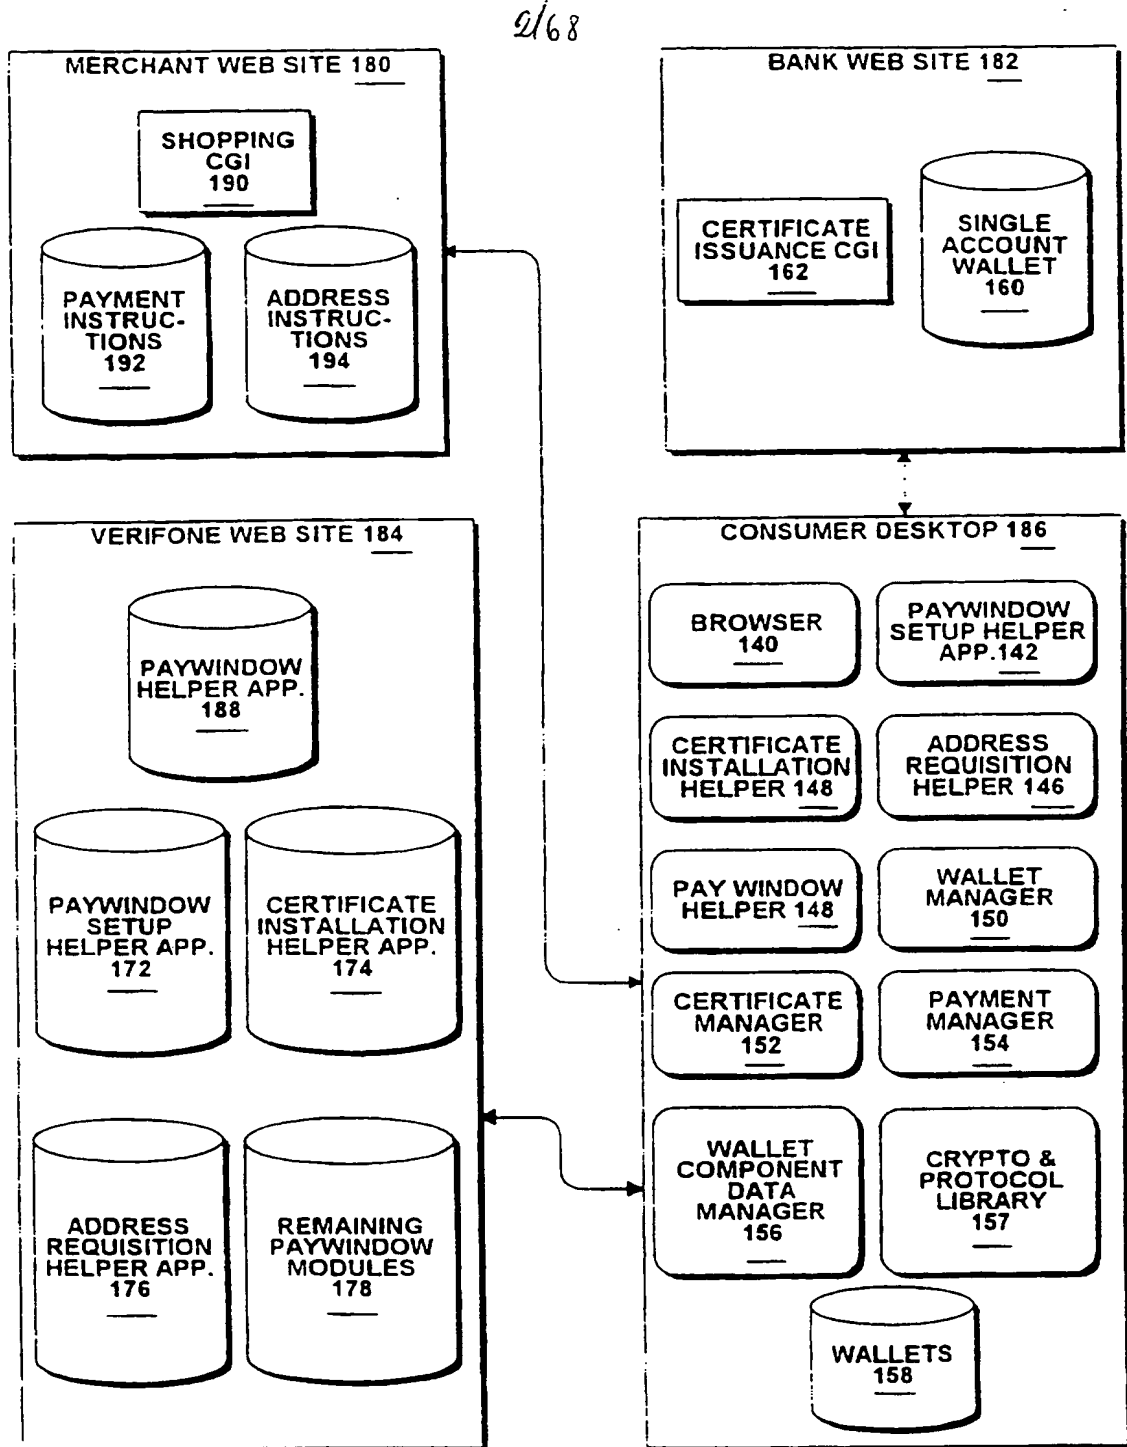 2/68
MERCHANT WEB SITE 180
SHOPPING
CGI
190
PAYMENT
INSTRUC-
TIONS
192
ADDRESS
INSTRUC-
TIONS
194
BANK WEB SITE 182
CERTIFICATE
ISSUANCE CGI
162
SINGLE
ACCOUNT
WALLET
160
VERIFONE WEB SITE 184
PAYWINDOW
HELPER APP.
188
PAYWINDOW
SETUP
HELPER APP.
172
CERTIFICATE
INSTALLATION
HELPER APP.
174
ADDRESS
REQUISITION
HELPER APP.
176
REMAINING
PAYWINDOW
MODULES
178
CONSUMER DESKTOP 186
BROWSER
140
PAYWINDOW
SETUP HELPER
APP.142
CERTIFICATE
INSTALLATION
HELPER 148
ADDRESS
REQUISITION
HELPER 146
PAY WINDOW
HELPER 148
WALLET
MANAGER
150
CERTIFICATE
MANAGER
152
PAYMENT
MANAGER
154
WALLET
COMPONENT
DATA
MANAGER
156
CRYPTO &
PROTOCOL
LIBRARY
157
WALLETS
158